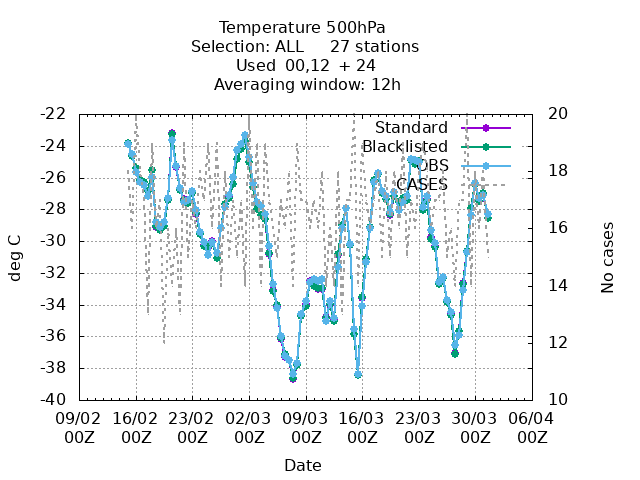 Temperature 500hPa
Selection: ALL 27 stations
Used 00,12 + 24
Averaging window: 12h
-22
-24
-26
-28
-30
-32
-34
-36
-38
-40
deg C
20
18
16
14
12
10
No cases
Standard
Blacklisted
OBS
CASES
09/02 16/02 23/02 02/03 09/03 16/03 23/03 30/03 06/04
00Z 00Z 00Z 00Z 00Z 00Z 00Z 00Z 00Z
Date